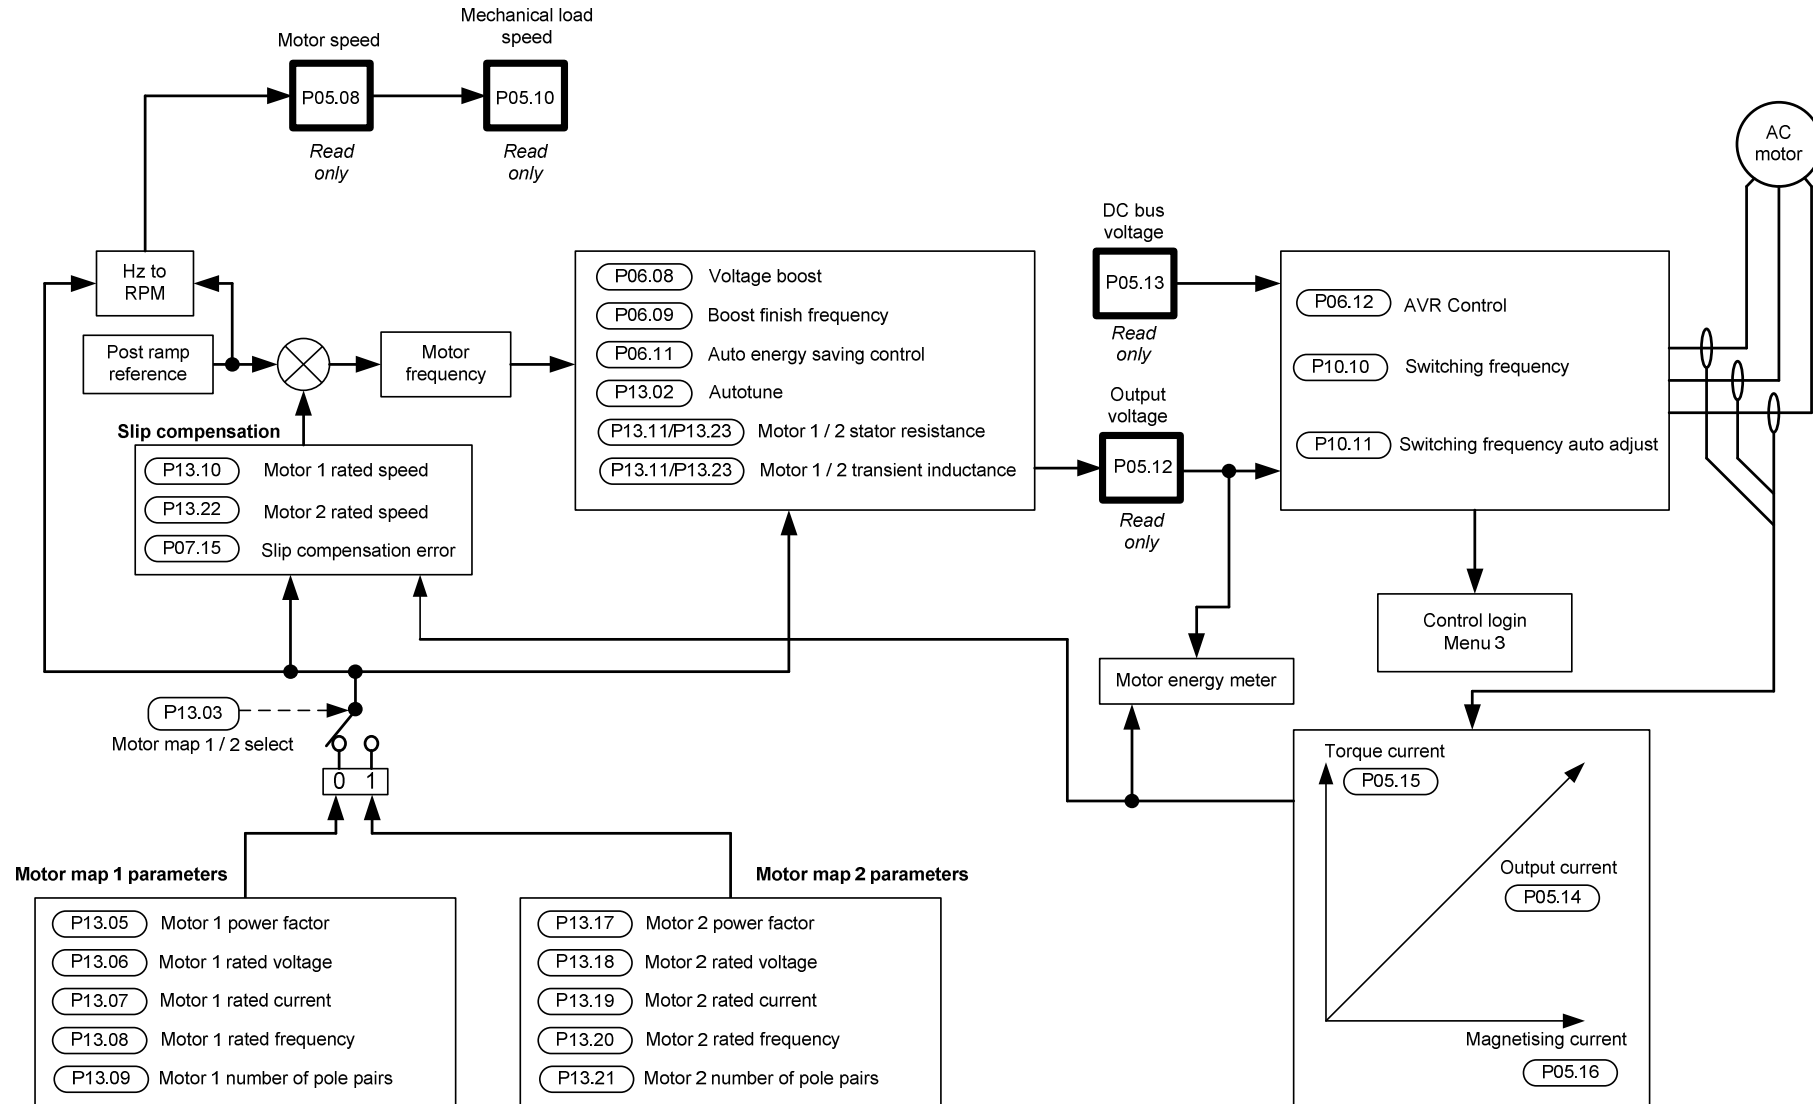 Mechanical load
speed
Motor speed
P05.08
P05.10
Read
only
Read
only
AC
motor
DC bus
voltage
P05.13
Read
only
Hz to
RPM
Post ramp
reference
Motor
frequency
P06.08 Voltage boost
P06.09 Boost finish frequency
P06.11 Auto energy saving control
P13.02 Autotune
P13.11/P13.23 Motor 1 / 2 stator resistance
P13.11/P13.23 Motor 1 / 2 transient inductance
Output
voltage
P05.12
Read
only
P06.12 AVR Control
P10.10 Switching frequency
P10.11 Switching frequency auto adjust
Slip compensation
P13.10 Motor 1 rated speed
P13.22 Motor 2 rated speed
P07.15 Slip compensation error
Control login
Menu 3
Motor energy meter
P13.03
Motor map 1 / 2 select
0 1
Torque current
P05.15
Output current
P05.14
Magnetising current
P05.16
Motor map 1 parameters
P13.05 Motor 1 power factor
P13.06 Motor 1 rated voltage
P13.07 Motor 1 rated current
P13.08 Motor 1 rated frequency
P13.09 Motor 1 number of pole pairs
Motor map 2 parameters
P13.17 Motor 2 power factor
P13.18 Motor 2 rated voltage
P13.19 Motor 2 rated current
P13.20 Motor 2 rated frequency
P13.21 Motor 2 number of pole pairs